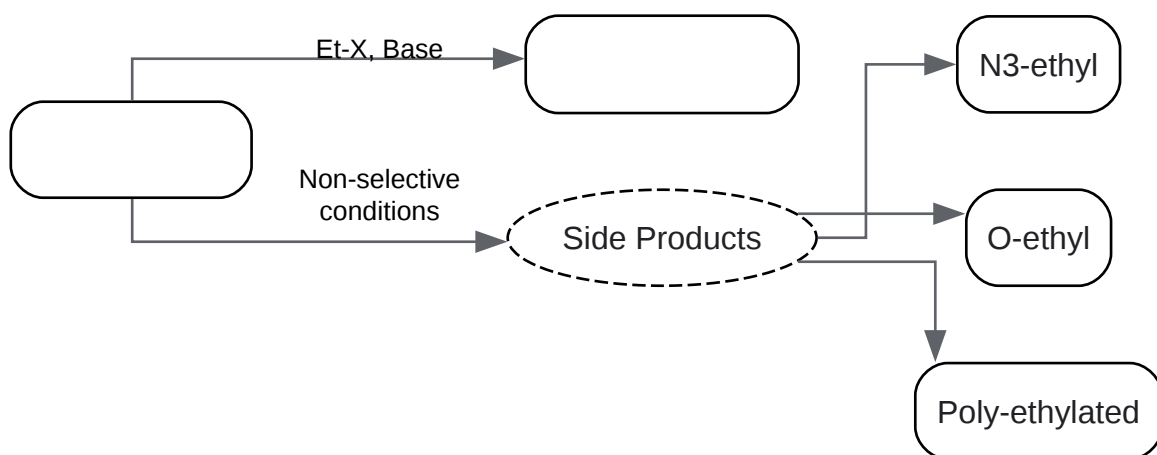 Et-X, Base
N3-ethyl
Non-selective
conditions
Side Products
O-ethyl
Poly-ethylated